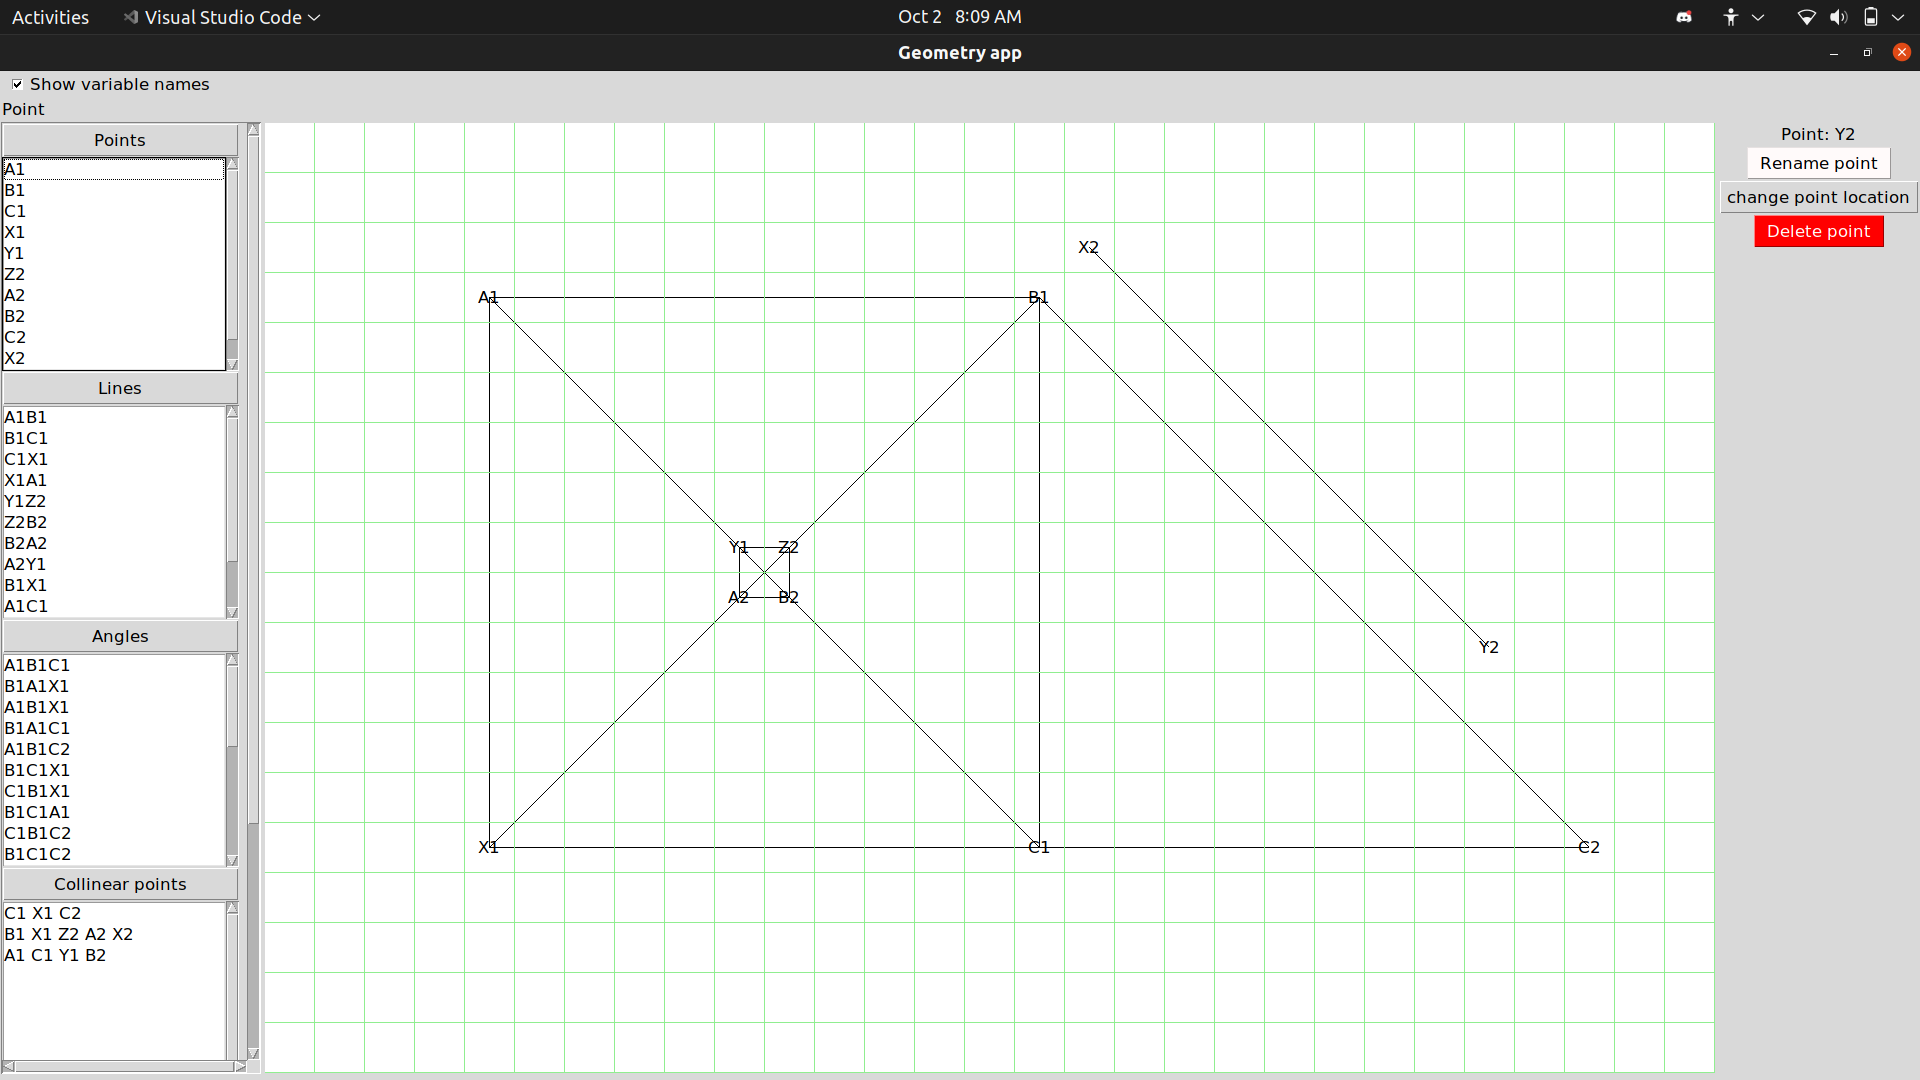 Activities Visual Studio Code Oct 2 8:09 AM
Geometry app
Show variable names
Point
Points
A1
B1
C1
X1
Y1
Z2
A2
B2
C2
X2
Lines
A1B1
B1C1
C1X1
X1A1
Y1Z2
Z2B2
B2A2
A2Y1
B1X1
A1C1
Angles
A1B1C1
B1A1X1
A1B1X1
B1A1C1
A1B1C2
B1C1X1
C1B1X1
B1C1A1
C1B1C2
B1C1C2
Collinear points
C1 X1 C2
B1 X1 Z2 A2 X2
A1 C1 Y1 B2
X2
A1 B1
Y1 Z2
A2 B2
Y2
X1 C1 C2
Point: Y2
Rename point
change point location
Delete point